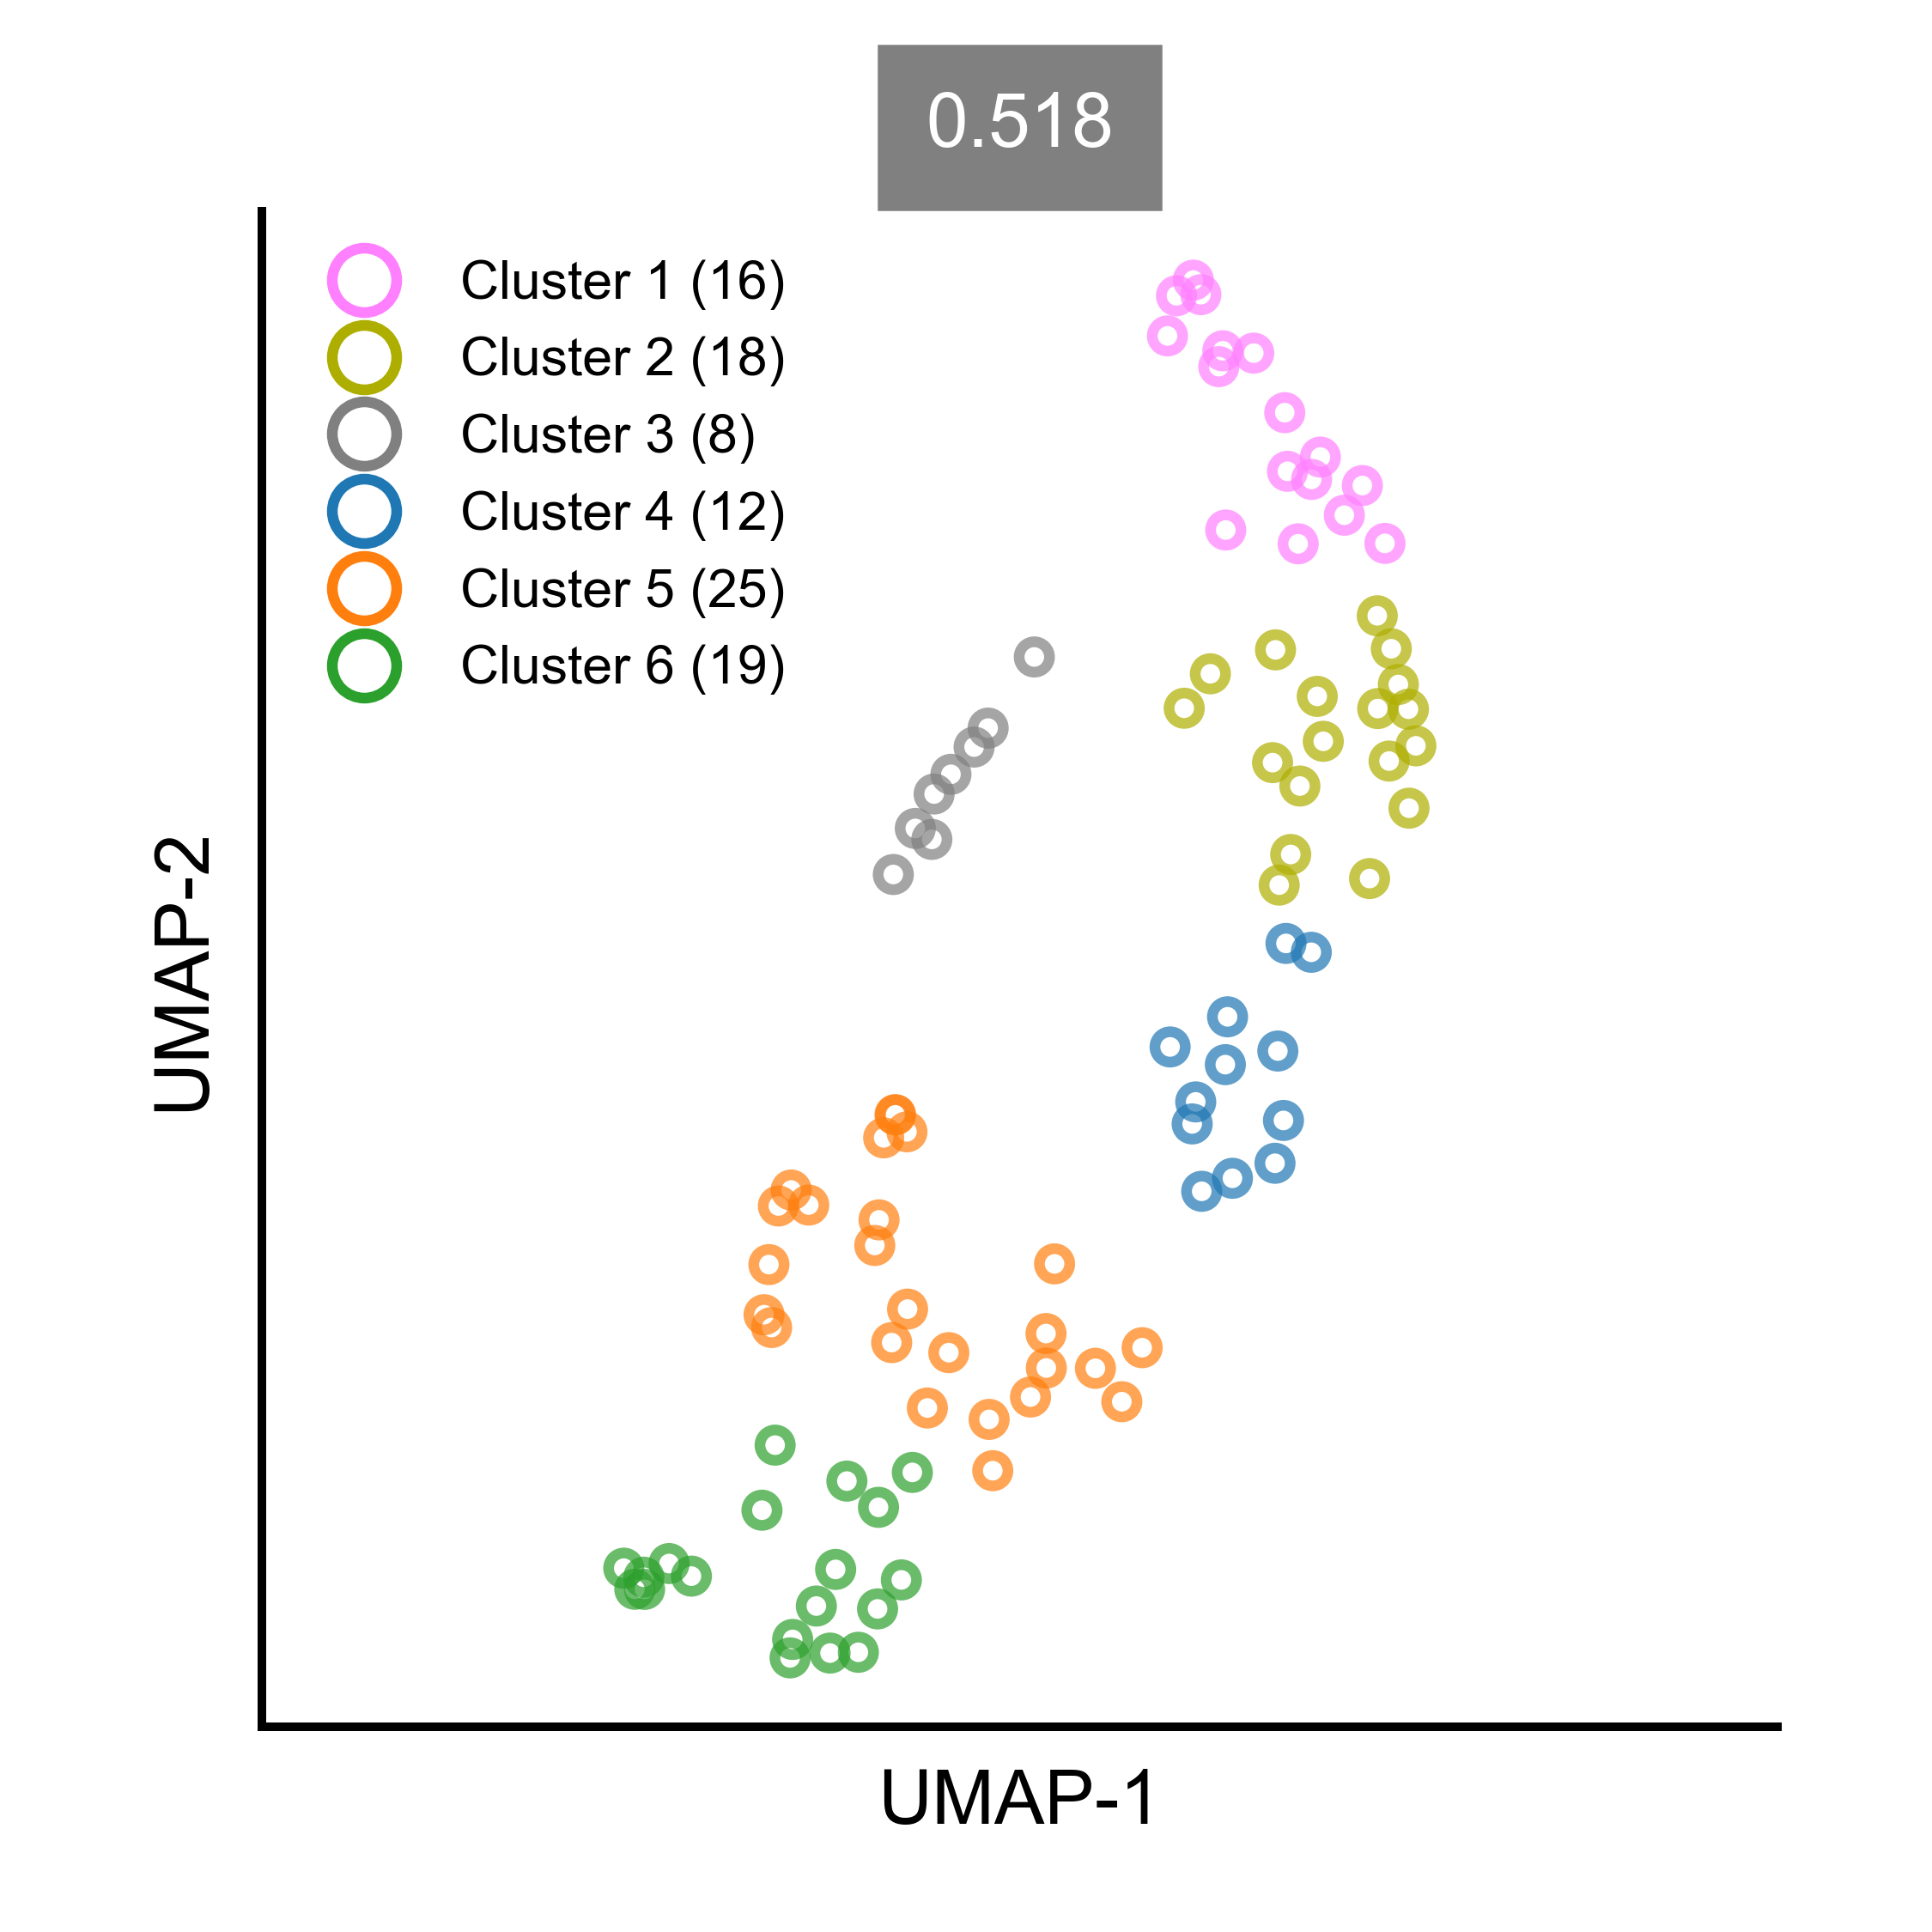 0.518
Cluster 1 (16)
Cluster 2 (18)
Cluster 3 (8)
Cluster 4 (12)
Cluster 5 (25)
Cluster 6 (19)
UMAP-2
UMAP-1